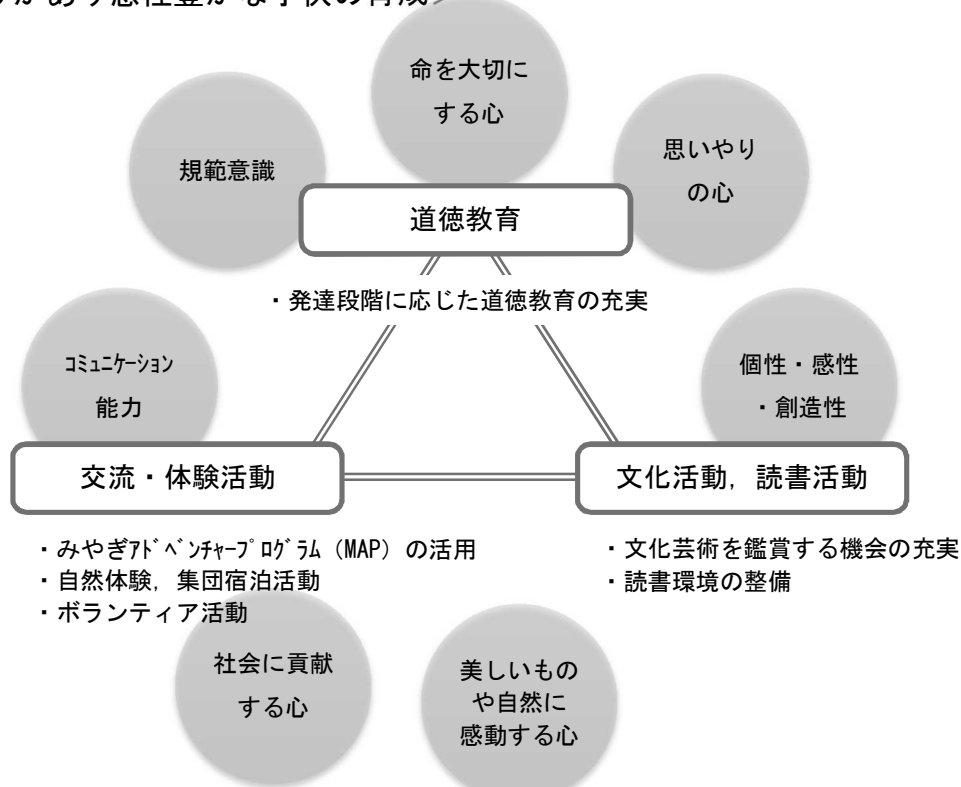 があり感性豊かな子供の育成>
命を大切に
する心
規範意識
思いやり
の心
道徳教育
・発達段階に応じた道徳教育の充実
ｺﾐｭﾆｹｰｼｮﾝ
能力
個性・感性
・創造性
交流・体験活動
文化活動，読書活動
・みやぎｱﾄﾞﾍﾞﾝﾁｬｰﾌﾟﾛｸﾞﾗﾑ（MAP）の活用
・自然体験，集団宿泊活動
・ボランティア活動
・文化芸術を鑑賞する機会の充実
・読書環境の整備
社会に貢献
する心
美しいもの
や自然に
感動する心